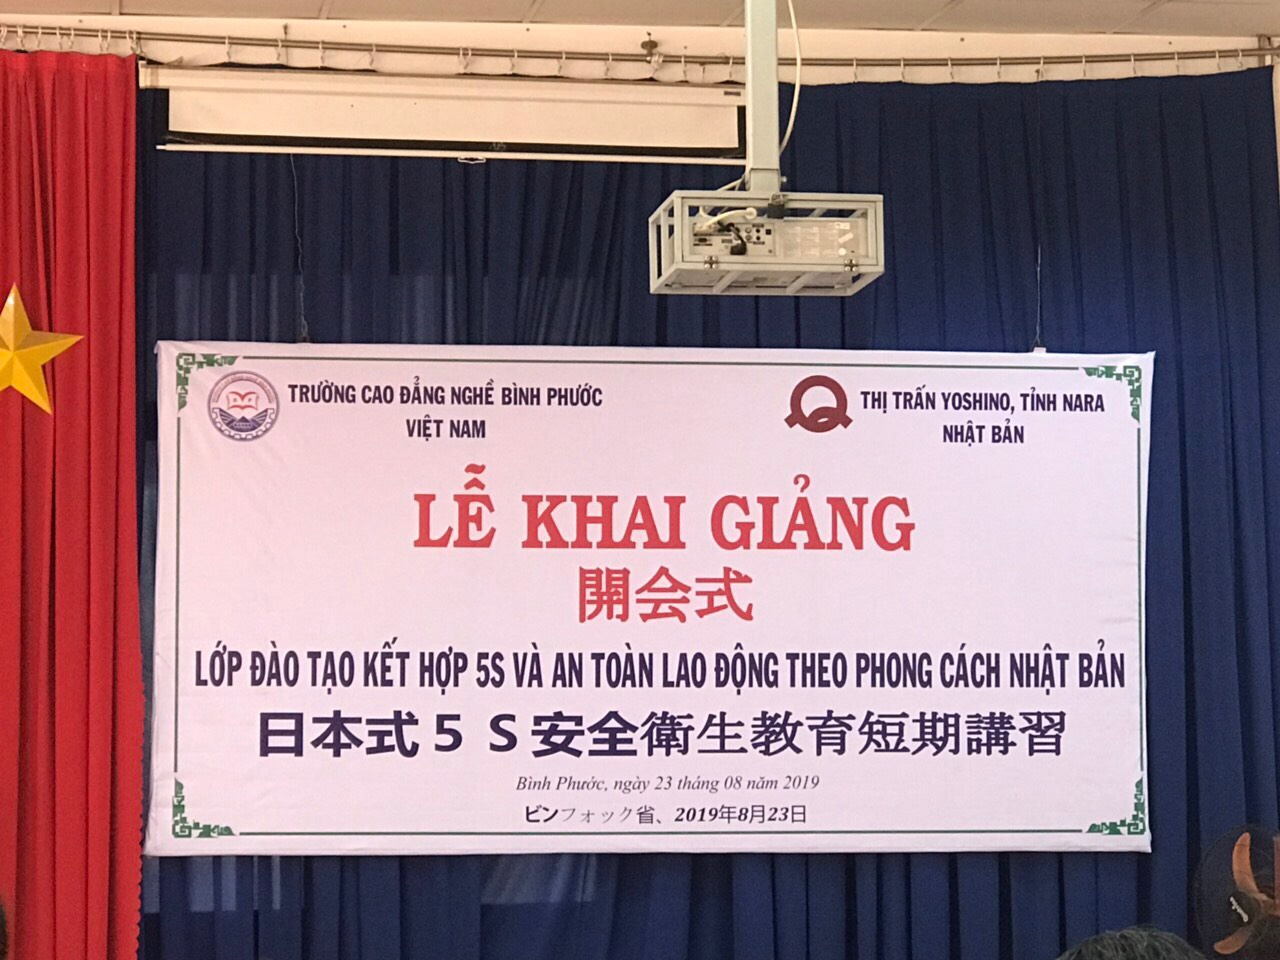 TRƯỜNG CAO ĐẲNG NGHỀ BÌNH PHƯỚC
VIỆT NAM
THỊ TRẤN YOSHINO, TỈNH NARA
NHẬT BẢN
LỄ KHAI GIẢNG
開会式
LỚP ĐÀO TẠO KẾT HỢP 5S VÀ AN TOÀN LAO ĐỘNG THEO PHONG CÁCH NHẬT BẢN
日本式５Ｓ安全衛生教育短期講習
Bình Phước, ngày 23 tháng 08 năm 2019
ビンフォック省、2019年8月23日